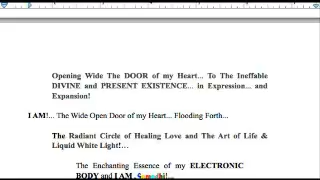 Opening Wide The DOOR of my Heart... To The Ineffable
DIVINE and PRESENT EXISTENCE... in Expression... and
Expansion!
I AM!... The Wide Open Door of my Heart... Flooding Forth...
The Radiant Circle of Healing Love and The Art of Life &
Liquid White Light!...
The Enchanting Essence of my ELECTRONIC
BODY and I AM